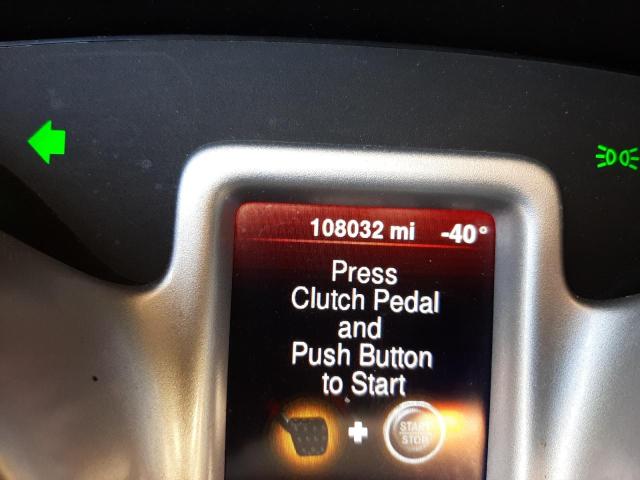 108032 mi -40°
Press
Clutch Pedal
and
Push Button
to Start
START
STOP